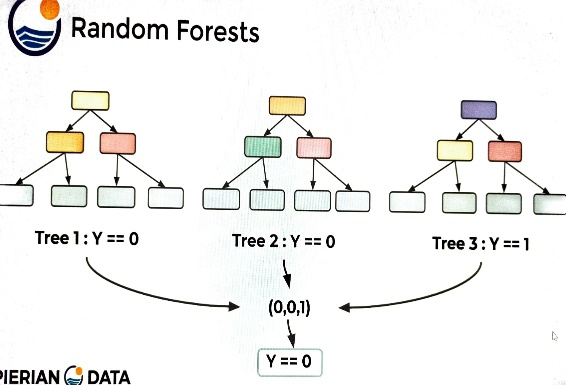 Random Forests
Tree 1 : Y == 0
Tree 2 : Y == 0
Tree 3 : Y == 1
(0,0,1)
Y == 0
PIERIAN DATA